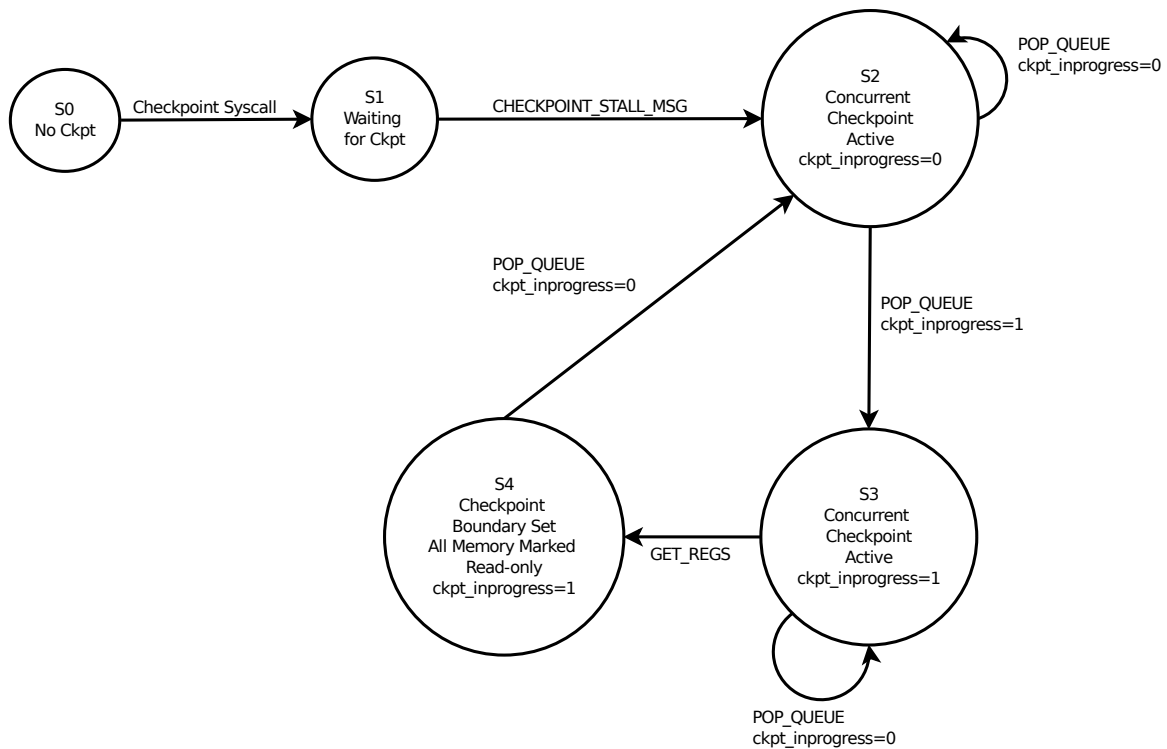 S0
No Ckpt
Checkpoint Syscall
S1
Waiting
for Ckpt
CHECKPOINT_STALL_MSG
S2
Concurrent
Checkpoint
Active
ckpt_inprogress=0
POP_QUEUE
ckpt_inprogress=0
POP_QUEUE
ckpt_inprogress=0
POP_QUEUE
ckpt_inprogress=1
S4
Checkpoint
Boundary Set
All Memory Marked
Read-only
ckpt_inprogress=1
GET_REGS
S3
Concurrent
Checkpoint
Active
ckpt_inprogress=1
POP_QUEUE
ckpt_inprogress=0